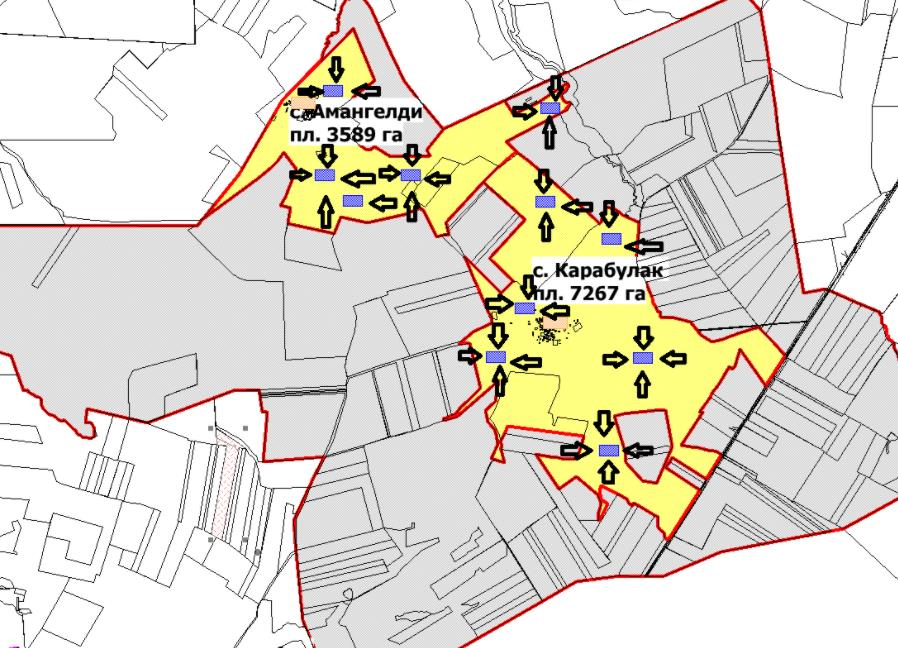 с. Амангелди
пл. 3589 га
с. Карабулак
пл. 7267 га